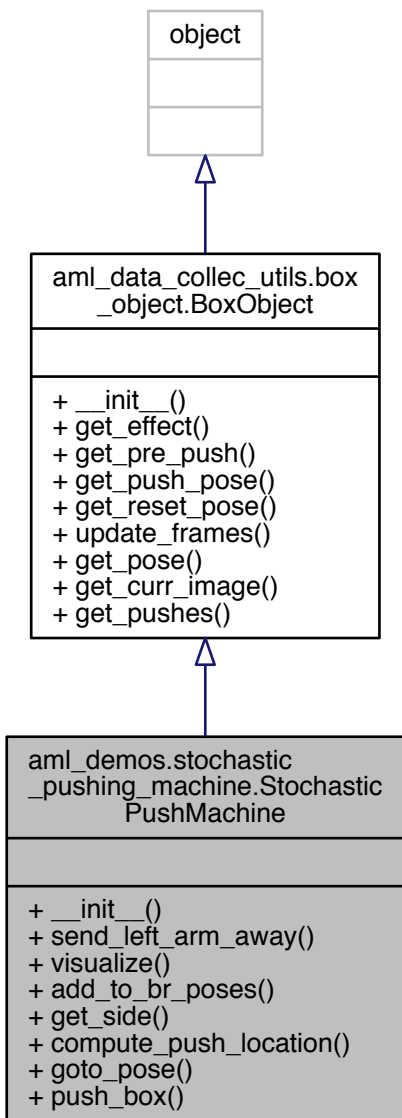 object
aml_data_collec_utils.box
_object.BoxObject
+ __init__()
+ get_effect()
+ get_pre_push()
+ get_push_pose()
+ get_reset_pose()
+ update_frames()
+ get_pose()
+ get_curr_image()
+ get_pushes()
aml_demos.stochastic
_pushing_machine.Stochastic
PushMachine
+ __init__()
+ send_left_arm_away()
+ visualize()
+ add_to_br_poses()
+ get_side()
+ compute_push_location()
+ goto_pose()
+ push_box()